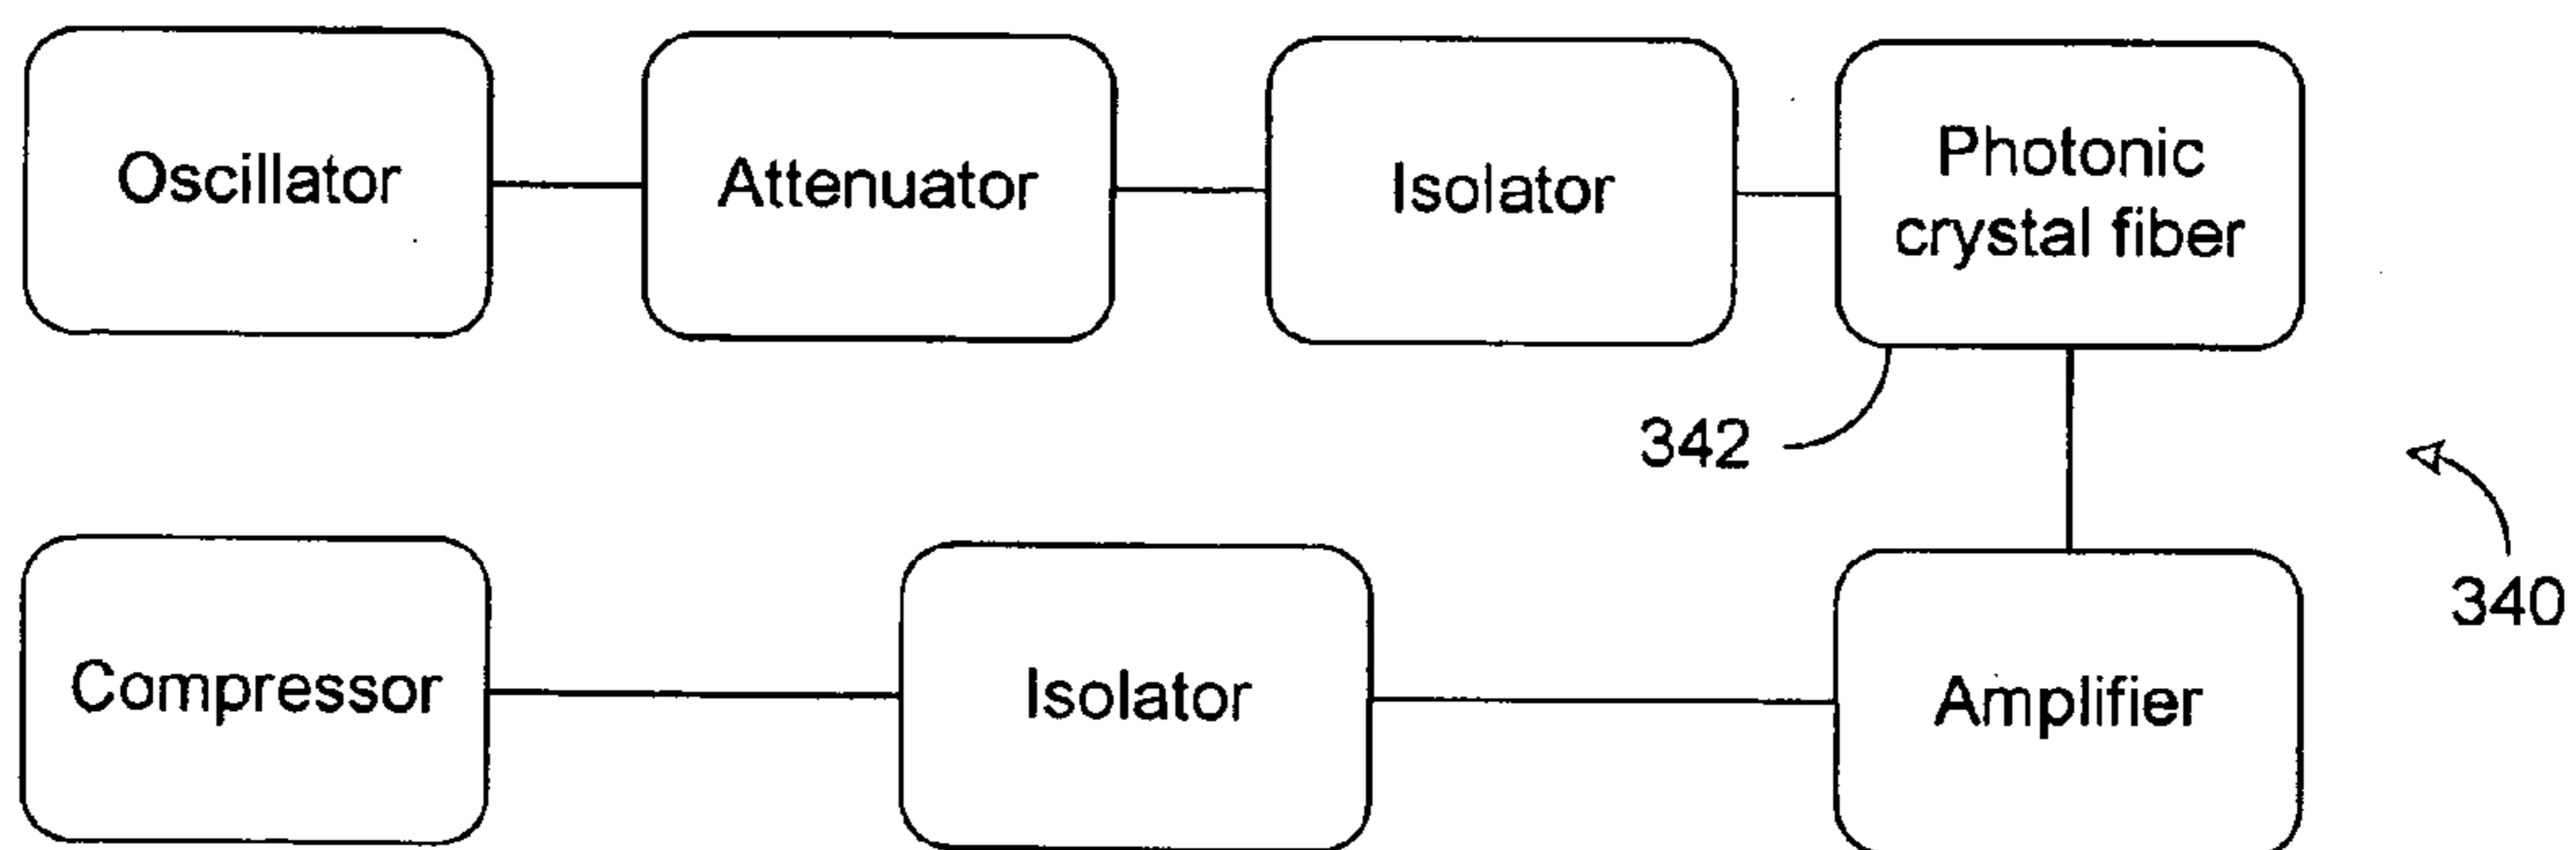 Oscillator
Attenuator
Isolator
Photonic
crystal fiber
342
340
Compressor
Isolator
Amplifier